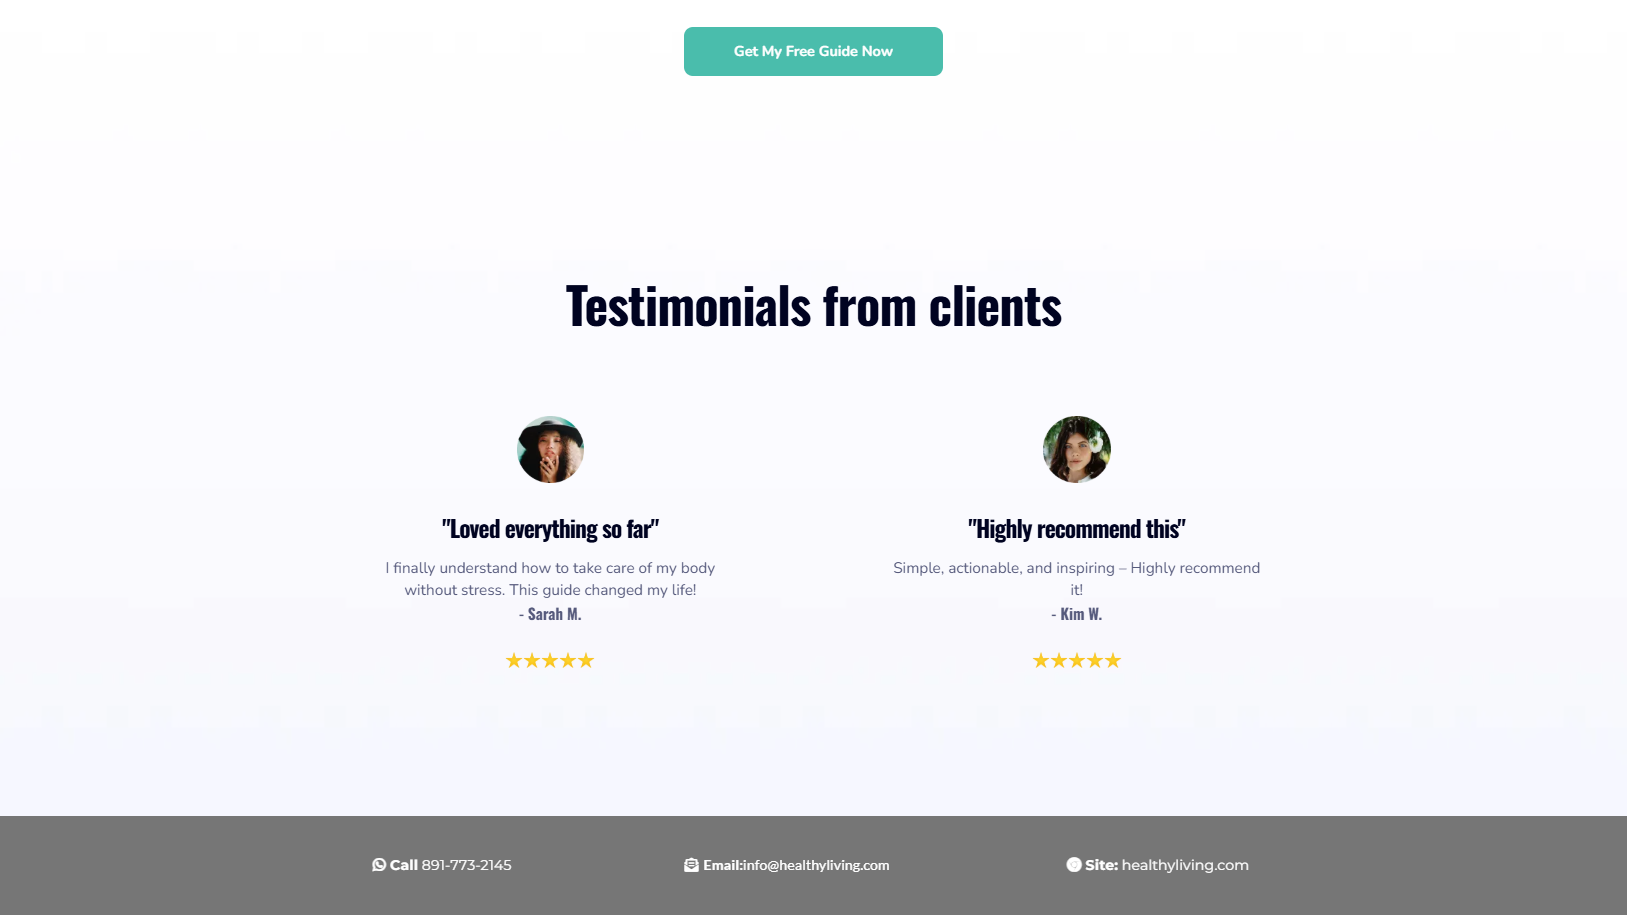 Get My Free Guide Now
Testimonials from clients
"Loved everything so far"
I finally understand how to take care of my body
without stress. This guide changed my life!
- Sarah M.
"Highly recommend this"
Simple, actionable, and inspiring – Highly recommend
it!
- Kim W.
Call 891-773-2145
Email:info@healthyliving.com
Site: healthyliving.com